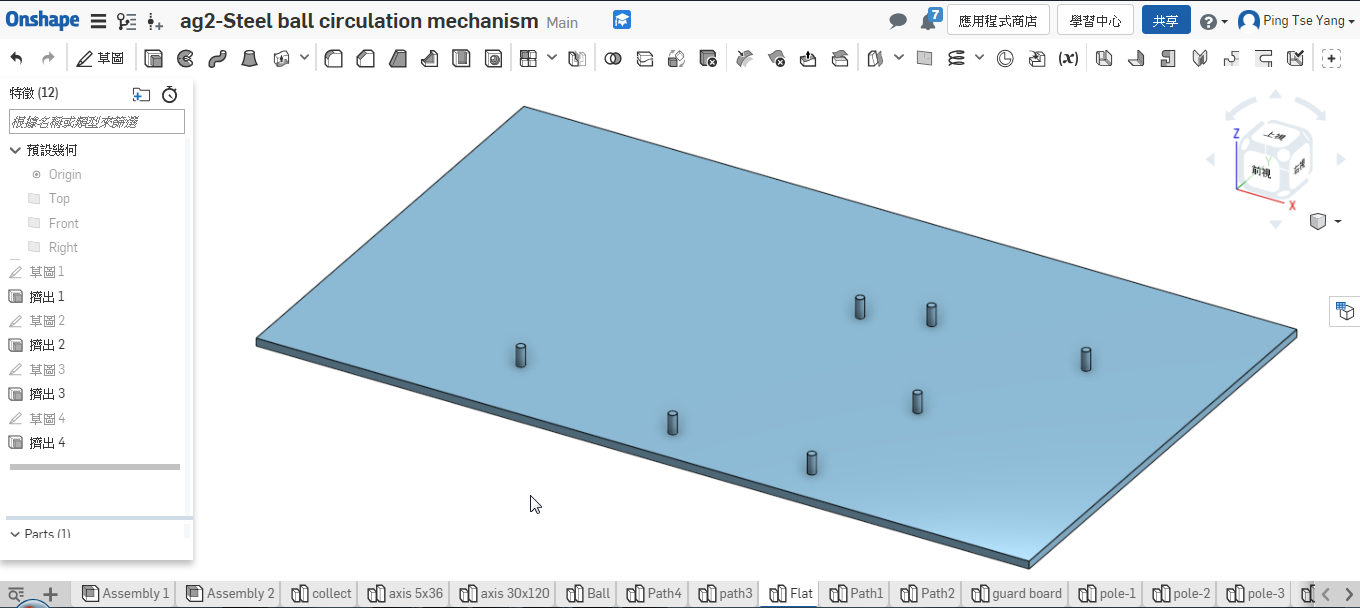 Onshape ag2-Steel ball circulation mechanism Main 7 應用程式商店 學習中心 共享 ? Ping Tse Yang
草圖 (x)
特徵 (12)
根據名稱或類型來篩選
預設幾何
Origin
Top
Front
Right
草圖 1
擠出 1
草圖 2
擠出 2
草圖 3
擠出 3
草圖 4
擠出 4
Parts (1)
Z
上視
前視
右視
X
Assembly 1 Assembly 2 collect axis 5x36 axis 30x120 Ball Path4 path3 Flat Path1 Path2 guard board pole-1 pole-2 pole-3